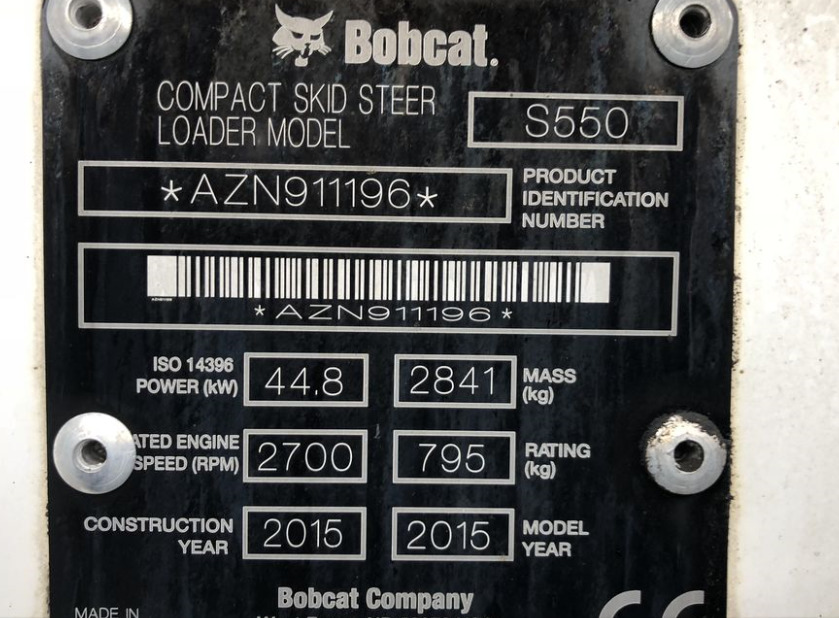 Bobcat.
COMPACT SKID STEER
LOADER MODEL
S550
*AZN911196*
PRODUCT
IDENTIFICATION
NUMBER
*AZN911196*
ISO 14396
POWER (kW)
44.8
2841
MASS
(kg)
ATED ENGINE
SPEED (RPM)
2700
795
RATING
(kg)
CONSTRUCTION
YEAR
2015
2015
MODEL
YEAR
Bobcat Company
MADE IN
CE